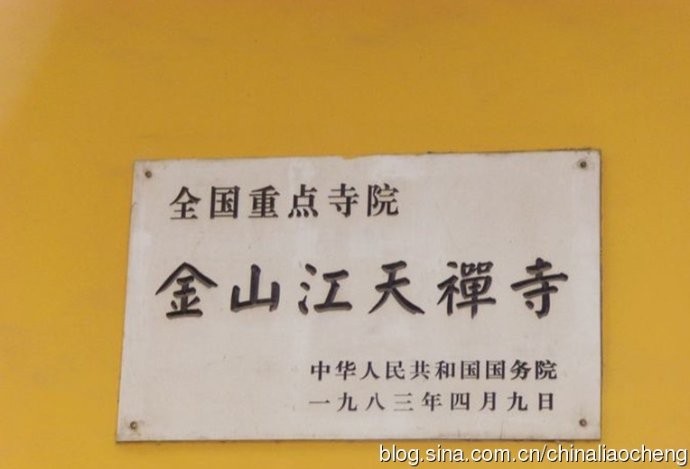 全国重点寺院
金山江天禪寺
中华人民共和国国务院
一九八三年四月九日
blog.sina.com.cn/chinaliaocheng